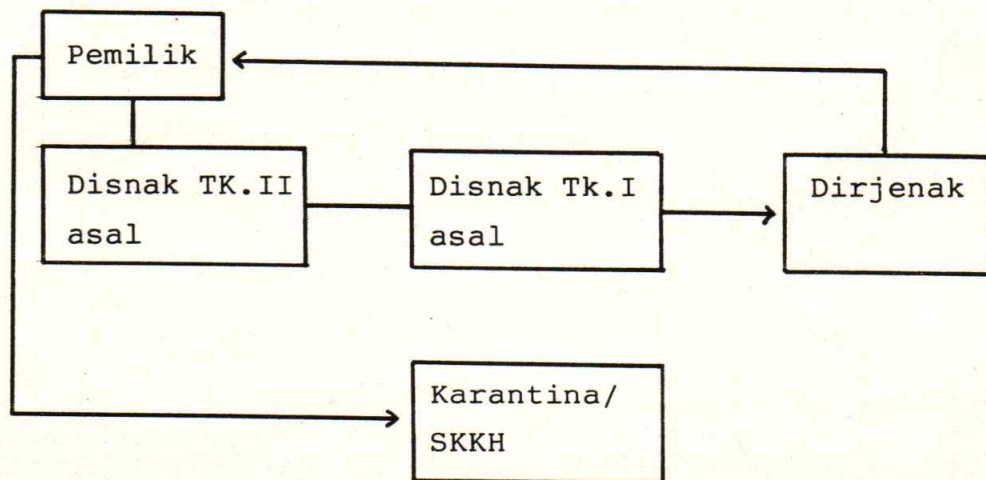 Pemilik
Disnak TK.II
asal
Disnak Tk.I
asal
Dirjenak
Karantina/
SKKH